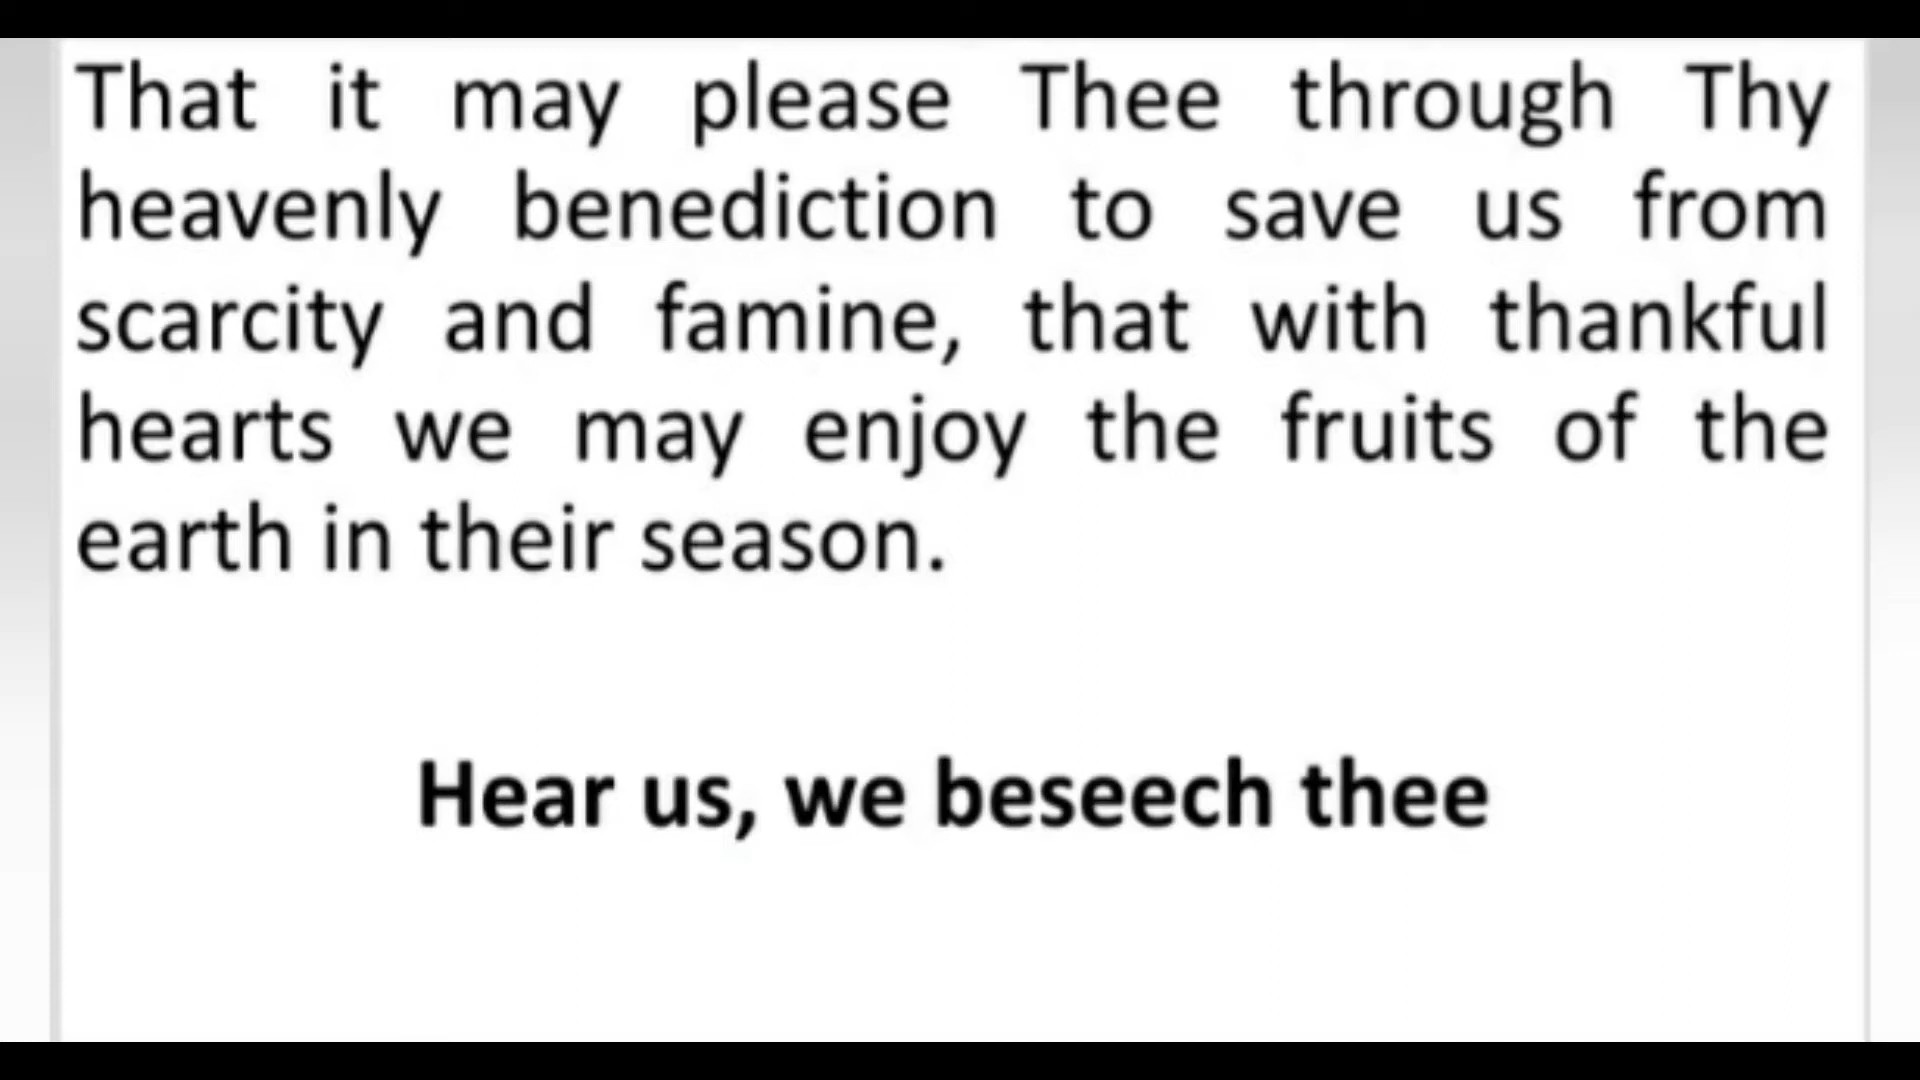 That it may please Thee through Thy
heavenly benediction to save us from
scarcity and famine, that with thankful
hearts we may enjoy the fruits of the
earth in their season.
Hear us, we beseech thee